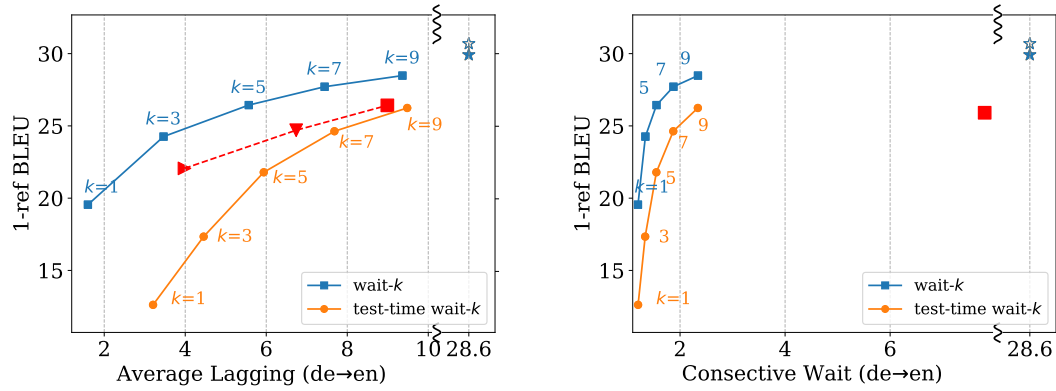 30
25
20
15
1-ref BLEU
k=1
k=3
k=5
k=7
k=9
k=1
k=3
k=5
k=7
k=9
wait-k
test-time wait-k
2
4
6
8
10
28.6
Average Lagging (de→en)
30
25
20
15
1-ref BLEU
k=1
5
7
9
k=1
3
5
7
9
wait-k
test-time wait-k
2
4
6
28.6
Consective Wait (de→en)